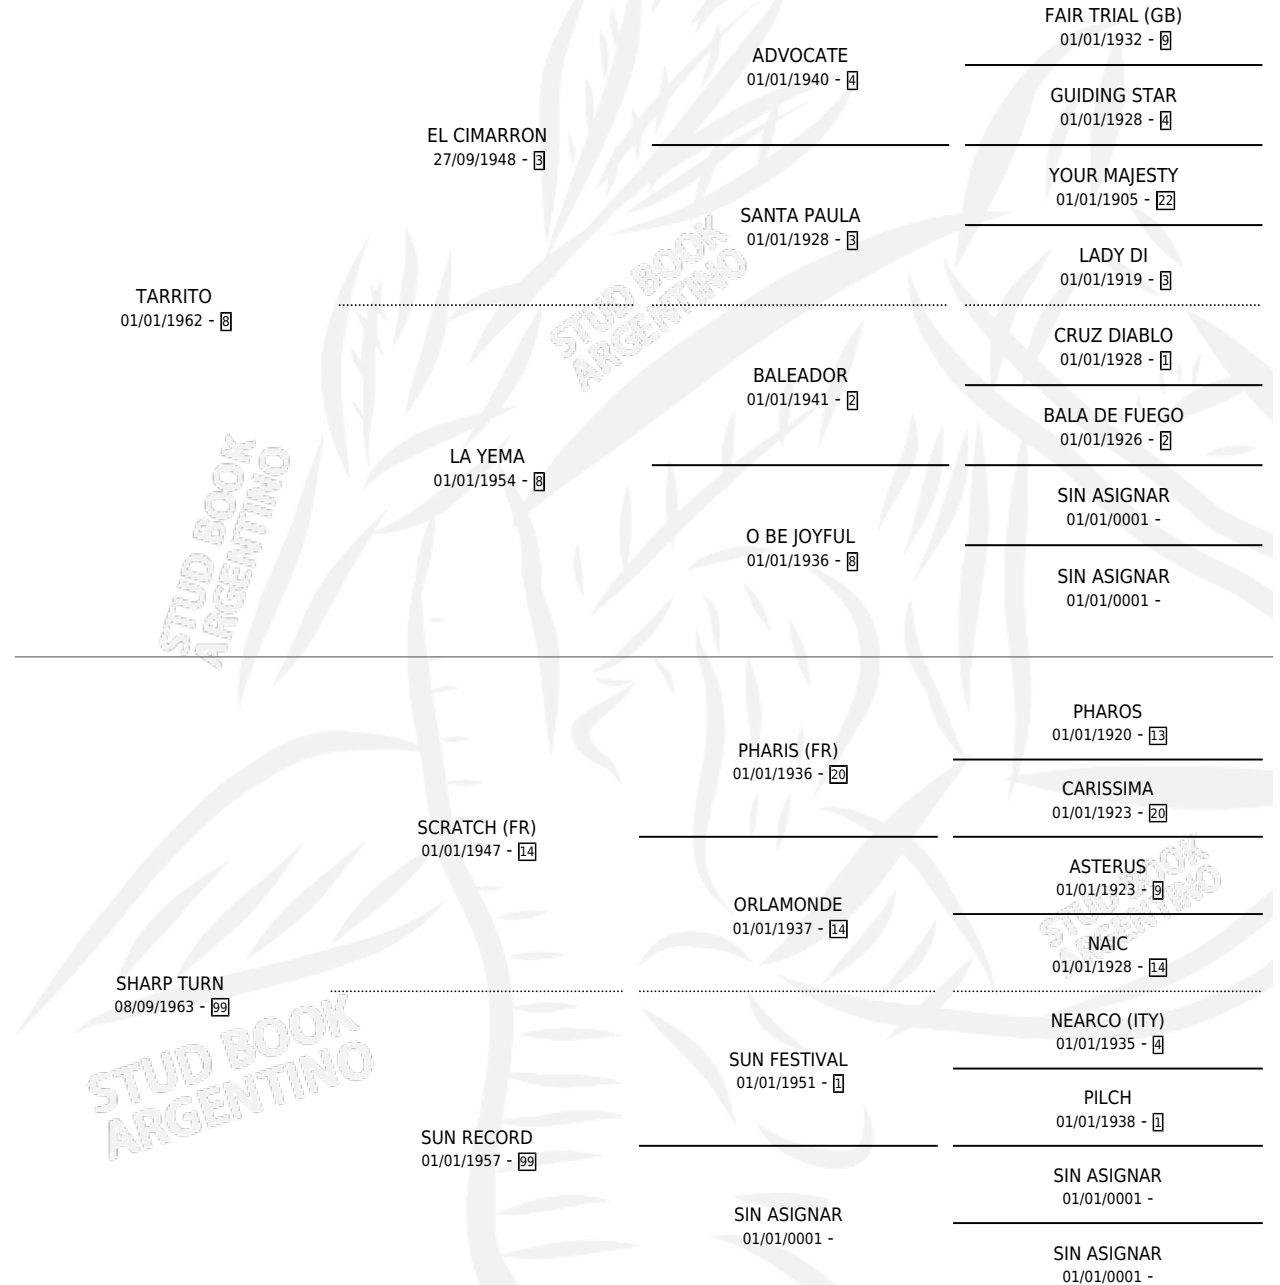 FAIR TRIAL (GB)
01/01/1932 - 9
ADVOCATE
01/01/1940 - 4
GUIDING STAR
01/01/1928 - 4
EL CIMARRON
27/09/1948 - 3
YOUR MAJESTY
01/01/1905 - 22
SANTA PAULA
01/01/1928 - 3
LADY DI
01/01/1919 - 3
TARRITO
01/01/1962 - 8
CRUZ DIABLO
01/01/1928 - 1
BALEADOR
01/01/1941 - 2
BALA DE FUEGO
01/01/1926 - 2
LA YEMA
01/01/1954 - 8
SIN ASIGNAR
01/01/0001 -
O BE JOYFUL
01/01/1936 - 8
SIN ASIGNAR
01/01/0001 -
PHAROS
01/01/1920 - 13
PHARIS (FR)
01/01/1936 - 20
CARISSIMA
01/01/1923 - 20
SCRATCH (FR)
01/01/1947 - 14
ASTERUS
01/01/1923 - 9
ORLAMONDE
01/01/1937 - 14
NAIC
01/01/1928 - 14
SHARP TURN
08/09/1963 - 99
NEARCO (ITY)
01/01/1935 - 4
SUN FESTIVAL
01/01/1951 - 1
PILCH
01/01/1938 - 1
SUN RECORD
01/01/1957 - 99
SIN ASIGNAR
01/01/0001 -
SIN ASIGNAR
01/01/0001 -
SIN ASIGNAR
01/01/0001 -
STUD BOOK
ARGENTINO
STUD BOOK
ARGENTINO
STUD BOOK
ARGENTINO
STUD BOOK
ARGENTINO